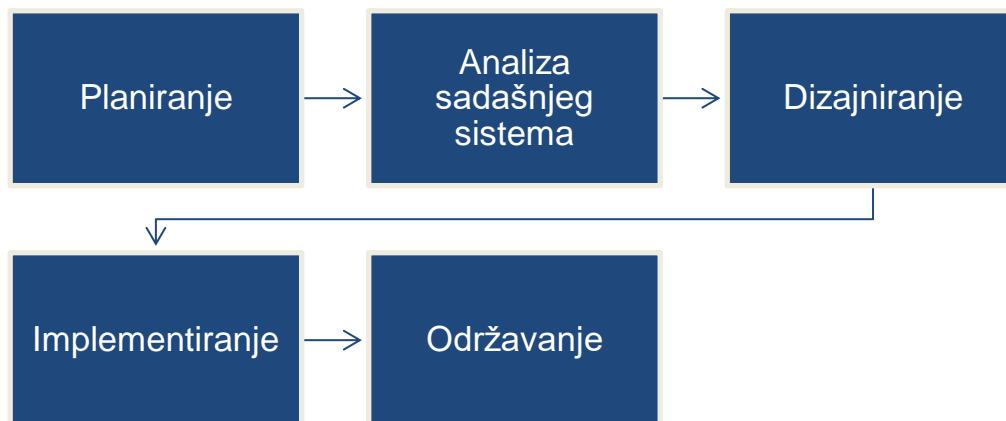 Planiranje
Analiza
sadašnjeg
sistema
Dizajniranje
Implementiranje
Održavanje